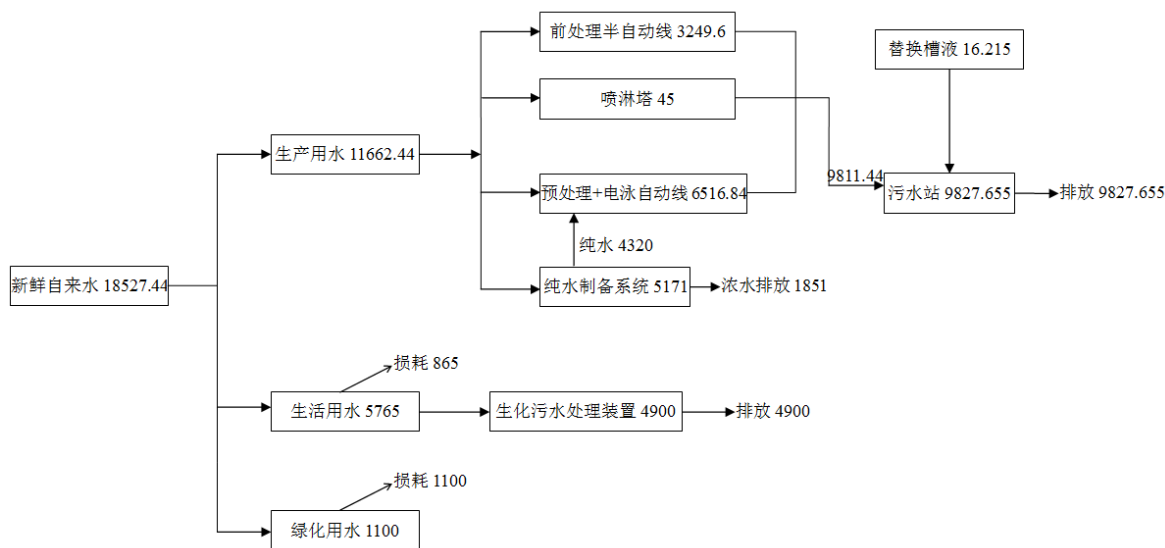 前处理半自动线 3249.6
替换槽液 16.215
喷淋塔 45
生产用水 11662.44
9811.44
预处理+电泳自动线 6516.84
污水站 9827.655
排放 9827.655
纯水 4320
新鲜自来水 18527.44
纯水制备系统 5171
浓水排放 1851
损耗 865
生活用水 5765
生化污水处理装置 4900
排放 4900
损耗 1100
绿化用水 1100